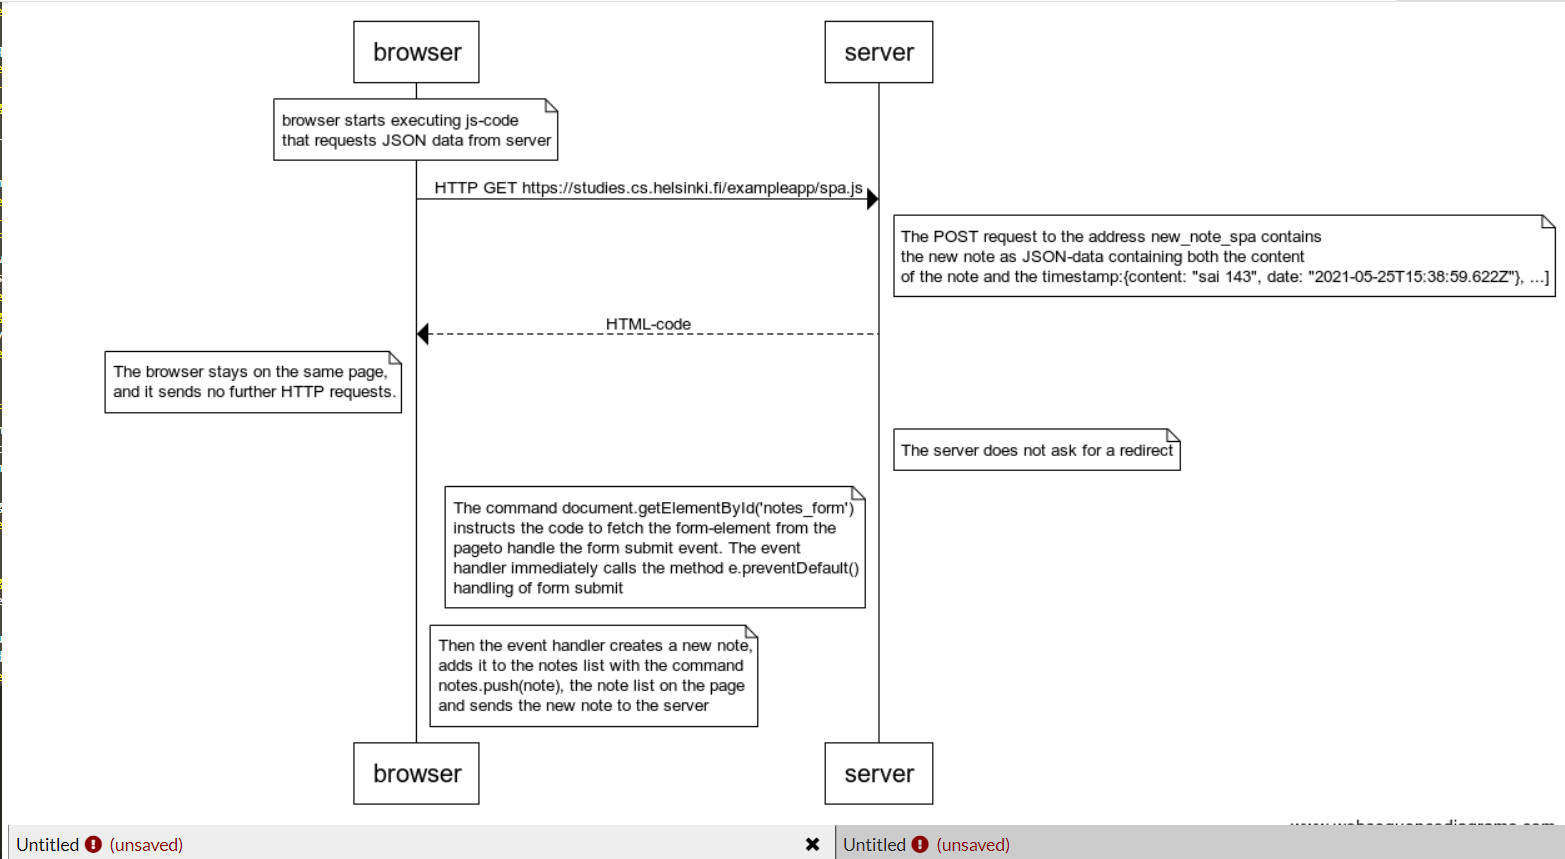 browser
server
browser starts executing js-code
that requests JSON data from server
HTTP GET https://studies.cs.helsinki.fi/exampleapp/spa.js
The POST request to the address new_note_spa contains
the new note as JSON-data containing both the content
of the note and the timestamp:{content: "sai 143", date: "2021-05-25T15:38:59.622Z"}, ...]
HTML-code
The browser stays on the same page,
and it sends no further HTTP requests.
The server does not ask for a redirect
The command document.getElementById('notes_form')
instructs the code to fetch the form-element from the
pageto handle the form submit event. The event
handler immediately calls the method e.preventDefault()
handling of form submit
Then the event handler creates a new note,
adds it to the notes list with the command
notes.push(note), the note list on the page
and sends the new note to the server
browser
server
www.websequencediagrams.com
Untitled ! (unsaved)
Untitled ! (unsaved)